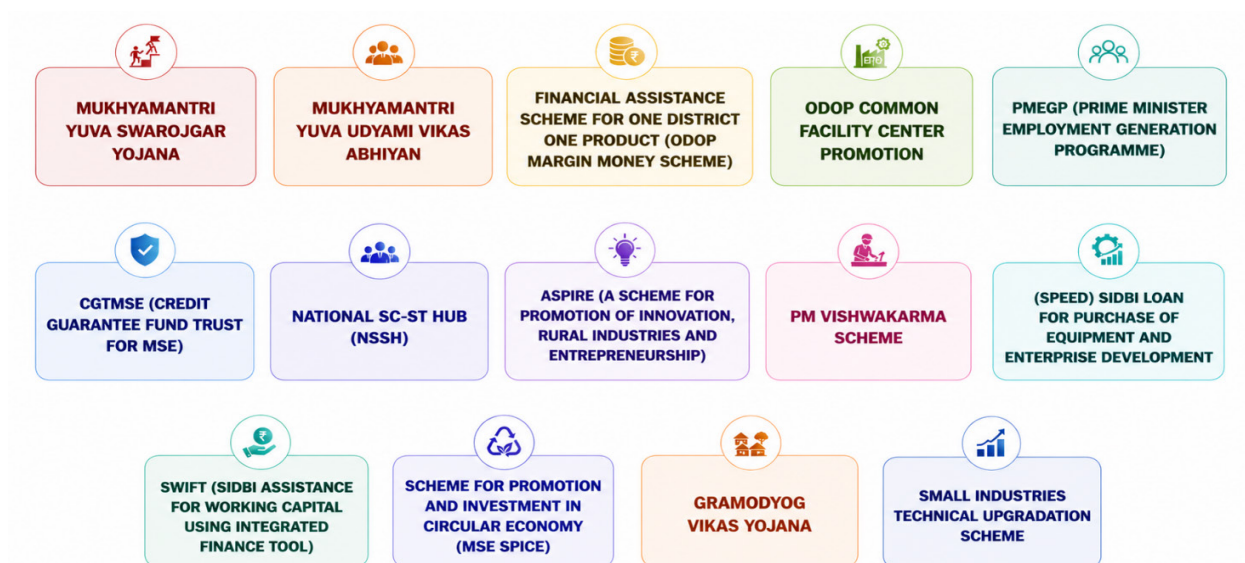 MUKHYAMANTRI
YUVA SWAROJGAR
YOJANA
MUKHYAMANTRI
YUVA UDYAMI VIKAS
ABHIYAN
FINANCIAL ASSISTANCE
SCHEME FOR ONE DISTRICT
ONE PRODUCT (ODOP
MARGIN MONEY SCHEME)
ODOP COMMON
FACILITY CENTER
PROMOTION
PMEGP (PRIME MINISTER
EMPLOYMENT GENERATION
PROGRAMME)
CGTMSE (CREDIT
GUARANTEE FUND TRUST
FOR MSE)
NATIONAL SC-ST HUB
(NSSH)
ASPIRE (A SCHEME FOR
PROMOTION OF INNOVATION,
RURAL INDUSTRIES AND
ENTREPRENEURSHIP)
PM VISHWAKARMA
SCHEME
(SPEED) SIDBI LOAN
FOR PURCHASE OF
EQUIPMENT AND
ENTERPRISE DEVELOPMENT
SWIFT (SIDBI ASSISTANCE
FOR WORKING CAPITAL
USING INTEGRATED
FINANCE TOOL)
SCHEME FOR PROMOTION
AND INVESTMENT IN
CIRCULAR ECONOMY
(MSE SPICE)
GRAMODYOG
VIKAS YOJANA
SMALL INDUSTRIES
TECHNICAL UPGRADATION
SCHEME